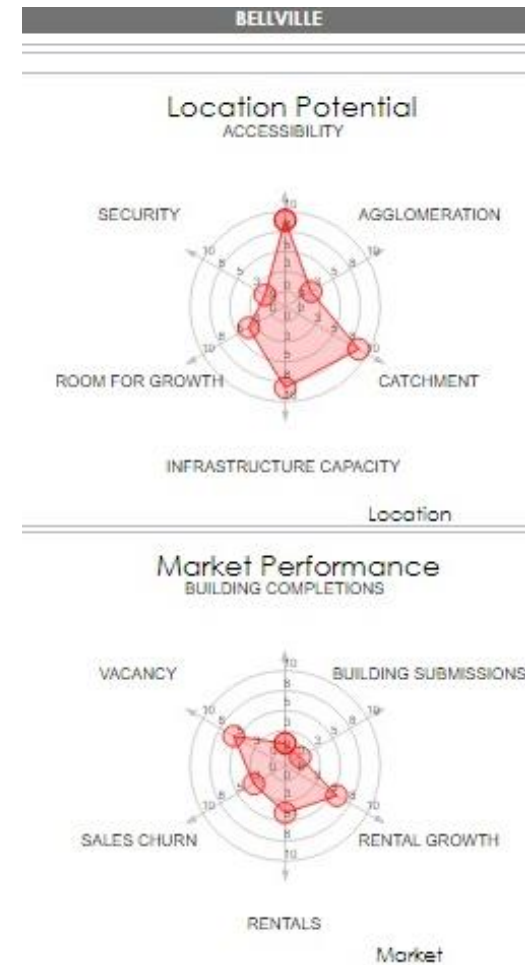 BELLVILLE
Location Potential
ACCESSIBILITY
SECURITY
AGGLOMERATION
ROOM FOR GROWTH
CATCHMENT
INFRASTRUCTURE CAPACITY
Location
Market Performance
BUILDING COMPLETIONS
VACANCY
BUILDING SUBMISSIONS
SALES CHURN
RENTAL GROWTH
RENTALS
Market